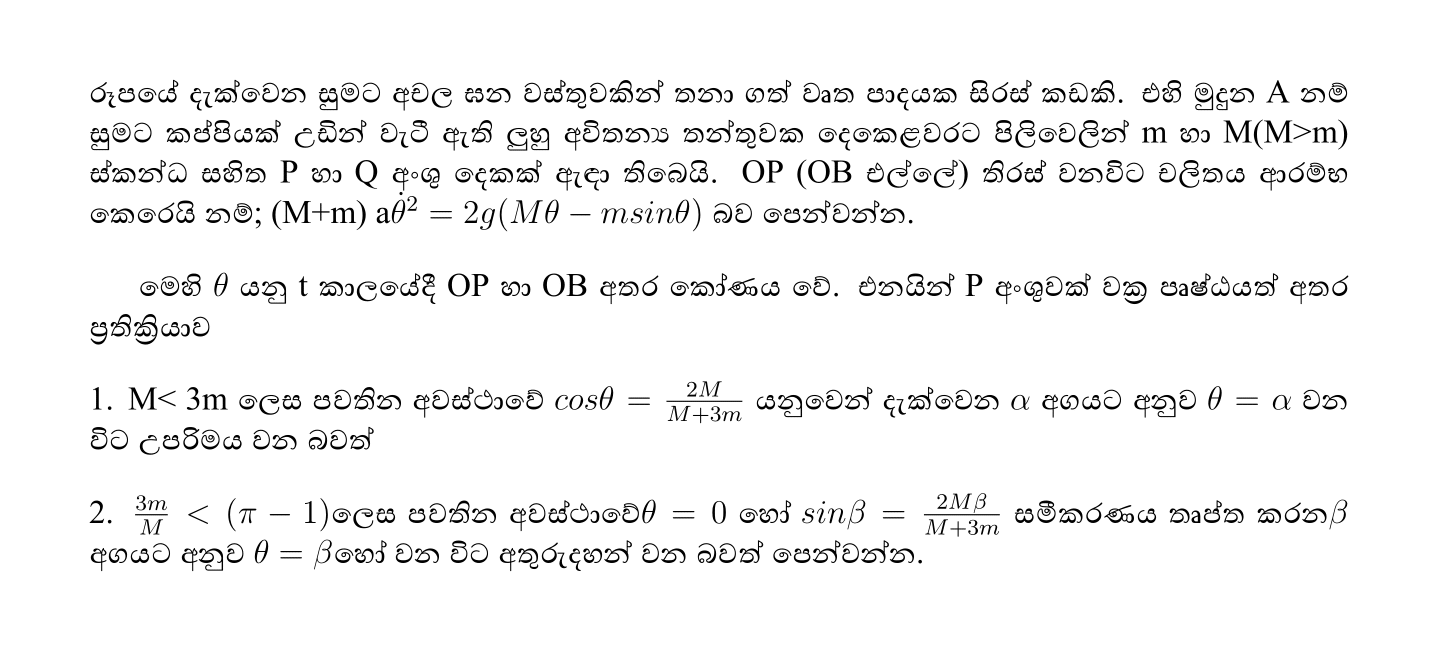 රූපයේ දැක්වෙන සුමට අචල ඝන වස්තුවකින් තනා ගත් වෘත පාදයක සිරස් කඩකි. එහි මුදුන A නම්
සුමට කප්පියක් උඩින් වැටී ඇති ලුහු අවිතන්‍ය තන්තුවක දෙකෙළවරට පිලිවෙලින් m හා M(M>m)
ස්කන්ධ සහිත P හා Q අංශු දෙකක් ඇඳා තිබෙයි. OP (OB එල්ලේ) තිරස් වනවිට චලිතය ආරම්භ
කෙරෙයි නම්; (M+m) a$\dot{\theta}^2 = 2g(M\theta - msin\theta)$ බව පෙන්වන්න.
මෙහි $\theta$ යනු t කාලයේදී OP හා OB අතර කෝණය වේ. එනයින් P අංශුවක් වක්‍ර පෘෂ්ඨයත් අතර
ප්‍රතික්‍රියාව
1. M< 3m ලෙස පවතින අවස්ථාවේ $cos\theta = \frac{2M}{M+3m}$ යනුවෙන් දැක්වෙන $\alpha$ අගයට අනුව $\theta = \alpha$ වන
විට උපරිමය වන බවත්
2. $\frac{3m}{M} < (\pi - 1)$ලෙස පවතින අවස්ථාවේ$\theta = 0$ හෝ $sin\beta = \frac{2M\beta}{M+3m}$ සමීකරණය තෘප්ත කරන$\beta$
අගයට අනුව $\theta = \beta$හෝ වන විට අතුරුදහන් වන බවත් පෙන්වන්න.